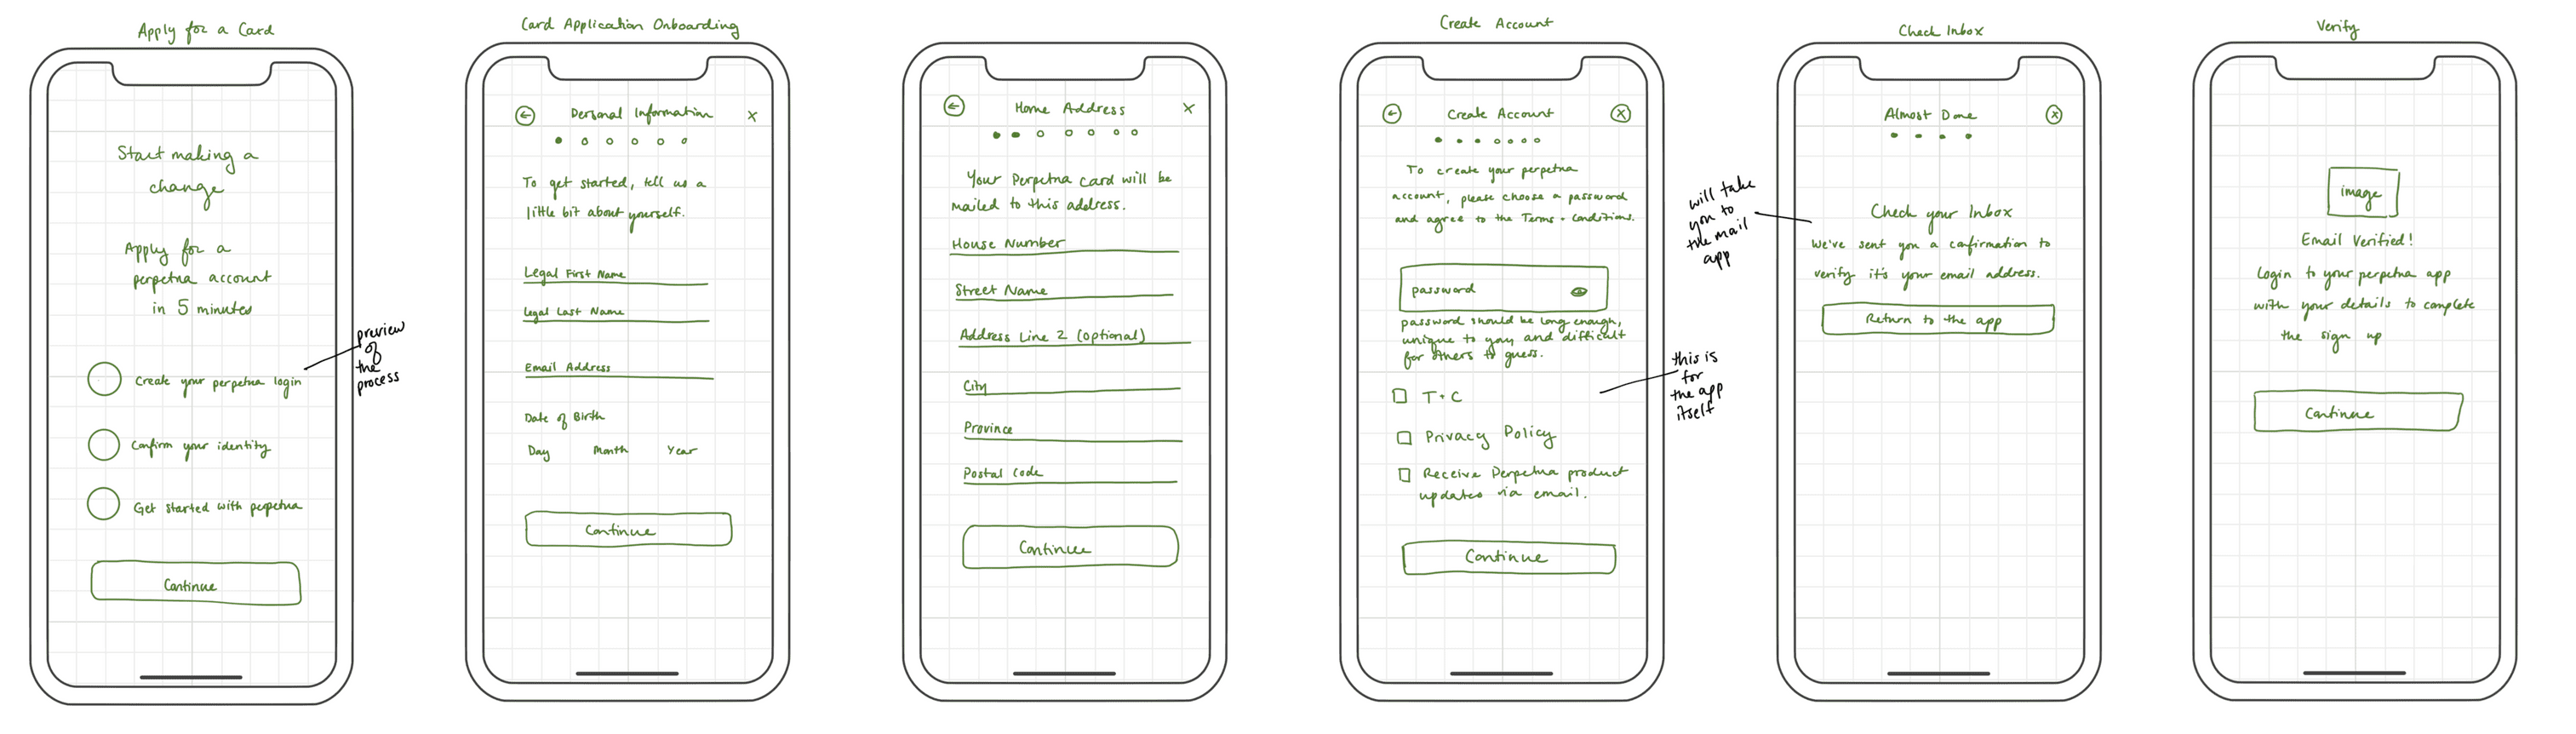 Apply for a Card
Start making a
change
Apply for a
perpetua account
in 5 minutes
Create your perpetua login
Confirm your identity
Get started with perpetua
Continue
preview
of
the
process
Card Application Onboarding
Personal Information
To get started, tell us a
little bit about yourself.
Legal First Name
Legal Last Name
Email Address
Date of Birth
Day Month Year
Continue
Home Address
Your Perpetua card will be
mailed to this address.
House Number
Street Name
Address Line 2 (optional)
City
Province
Postal Code
Continue
Create Account
Create Account
To create your perpetua
account, please choose a password
and agree to the Terms + Conditions.
password
password should be long enough,
unique to you, and difficult
for others to guess.
T+C
Privacy Policy
Receive Perpetua product
updates via email.
Continue
this is
for
the app
itself
will take
you to
the mail
app
Check Inbox
Almost Done
Check your Inbox
We've sent you a confirmation to
verify it's your email address.
Return to the app
Verify
image
Email Verified!
Login to your perpetua app
with your details to complete
the sign up
Continue